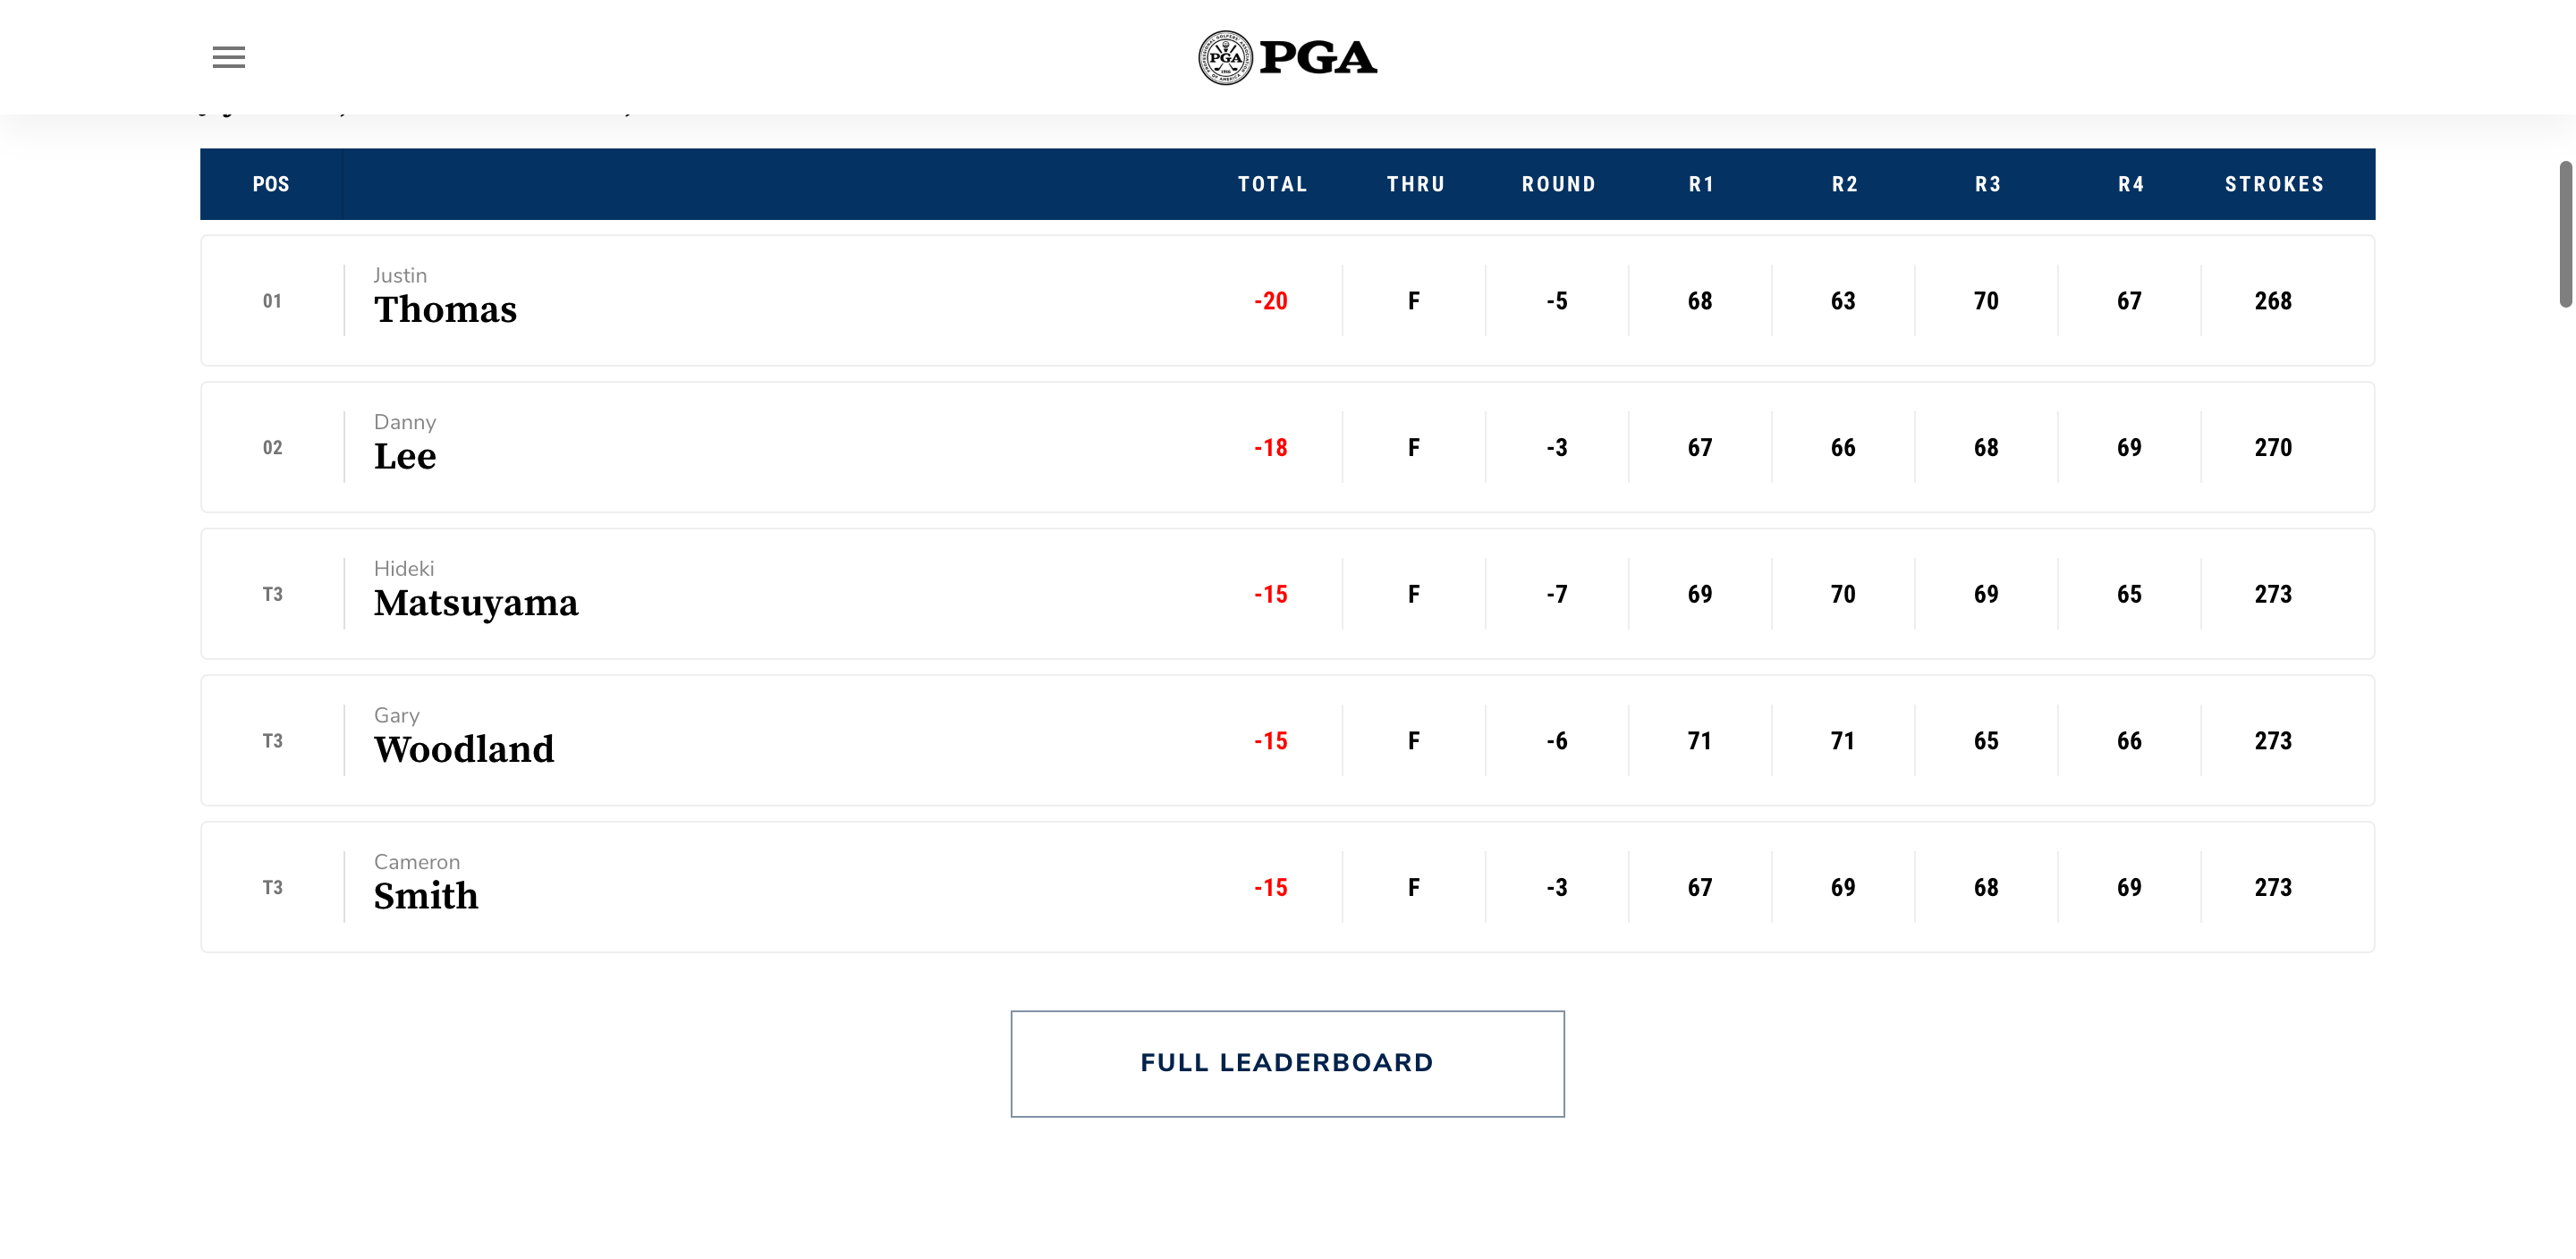 PGA PGA
POS TOTAL THRU ROUND R1 R2 R3 R4 STROKES
01 Justin Thomas -20 F -5 68 63 70 67 268
02 Danny Lee -18 F -3 67 66 68 69 270
T3 Hideki Matsuyama -15 F -7 69 70 69 65 273
T3 Gary Woodland -15 F -6 71 71 65 66 273
T3 Cameron Smith -15 F -3 67 69 68 69 273
FULL LEADERBOARD